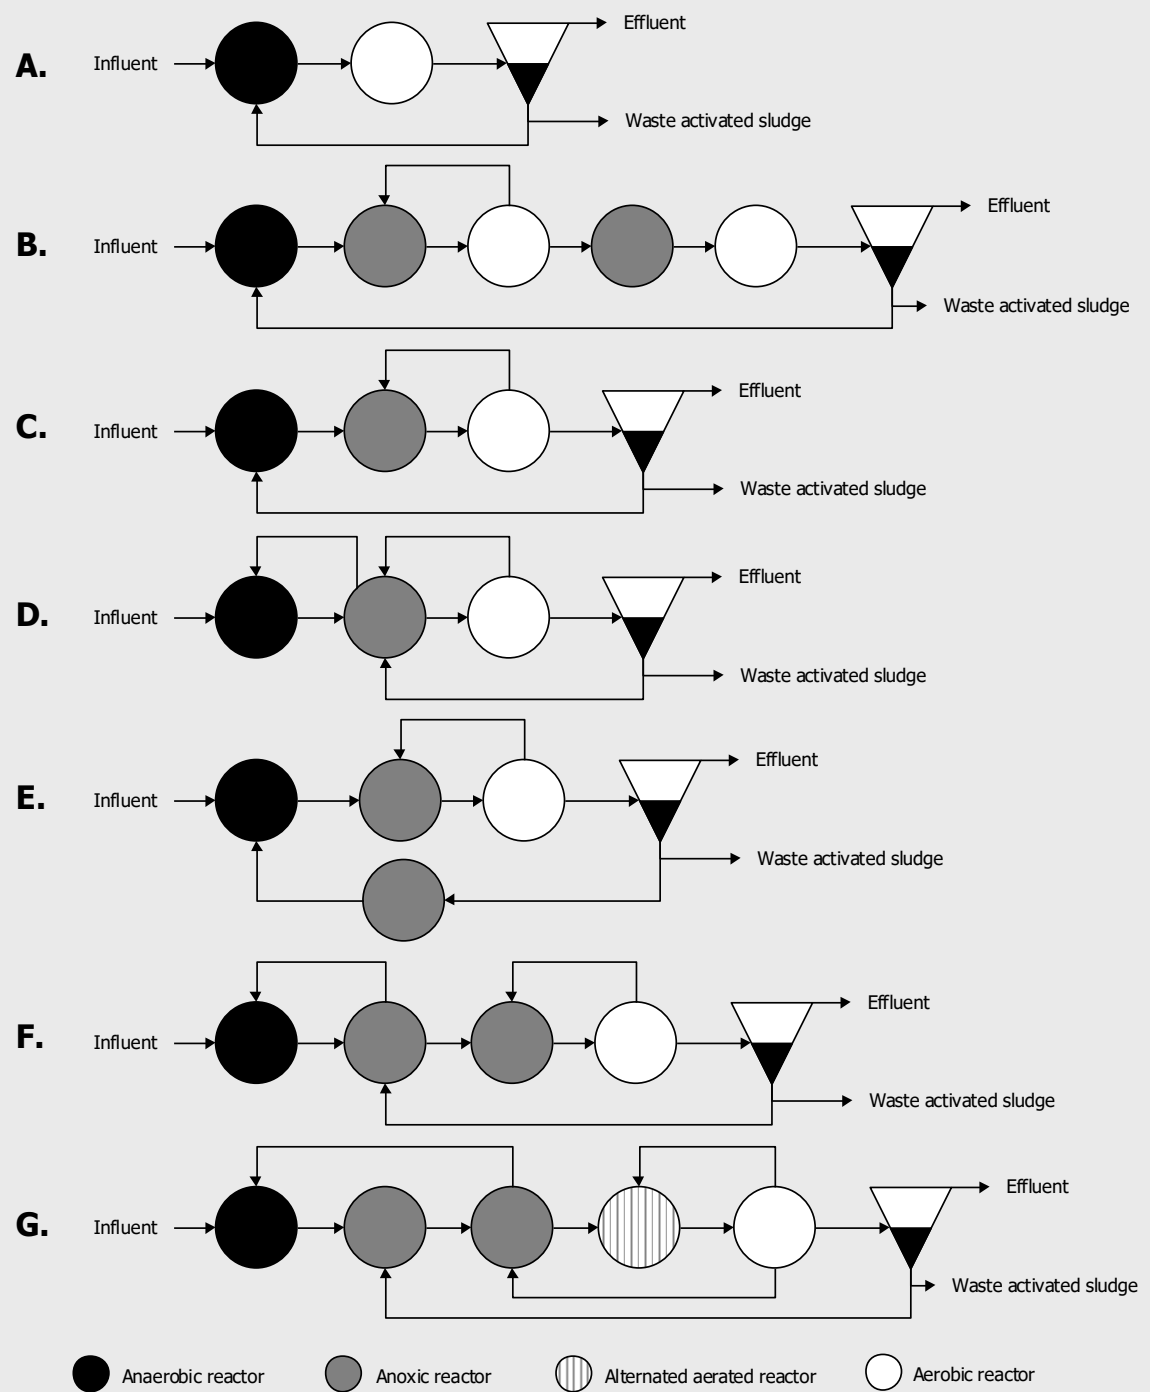 Effluent
A.
Influent
Waste activated sludge
Effluent
B.
Influent
Waste activated sludge
Effluent
C.
Influent
Waste activated sludge
Effluent
D.
Influent
Waste activated sludge
Effluent
E.
Influent
Waste activated sludge
Effluent
F.
Influent
Waste activated sludge
Effluent
G.
Influent
Waste activated sludge
Anaerobic reactor
Anoxic reactor
Alternated aerated reactor
Aerobic reactor